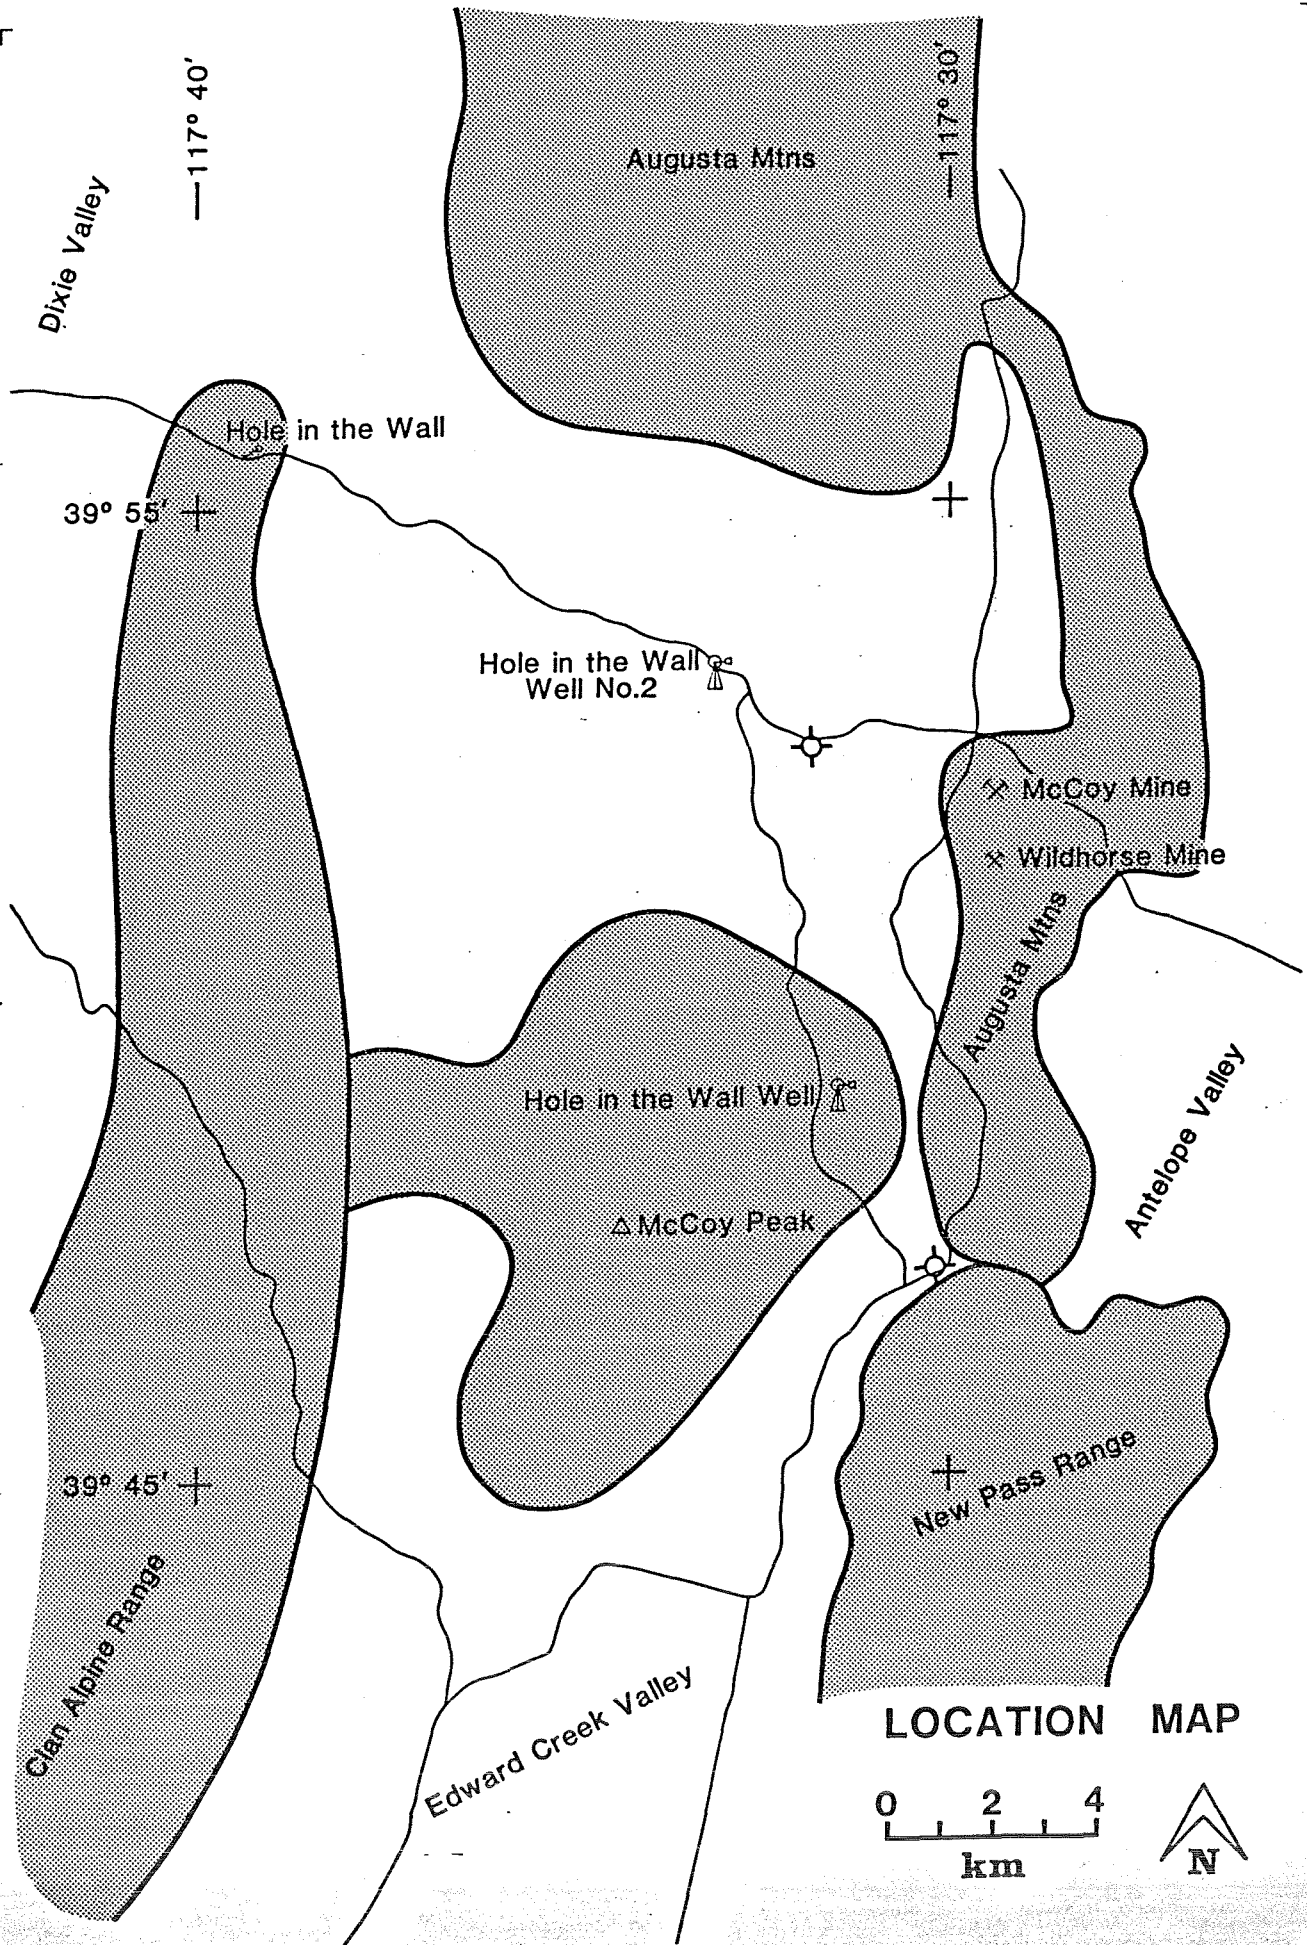 117° 40'
117° 30'
Augusta Mtns
Dixie Valley
Hole in the Wall
39° 55'
Hole in the Wall
Well No.2
McCoy Mine
Wildhorse Mine
Augusta Mtns
Hole in the Wall Well
Antelope Valley
McCoy Peak
39° 45'
New Pass Range
Clan Alpine Range
Edward Creek Valley
LOCATION MAP
0 2 4
km
N